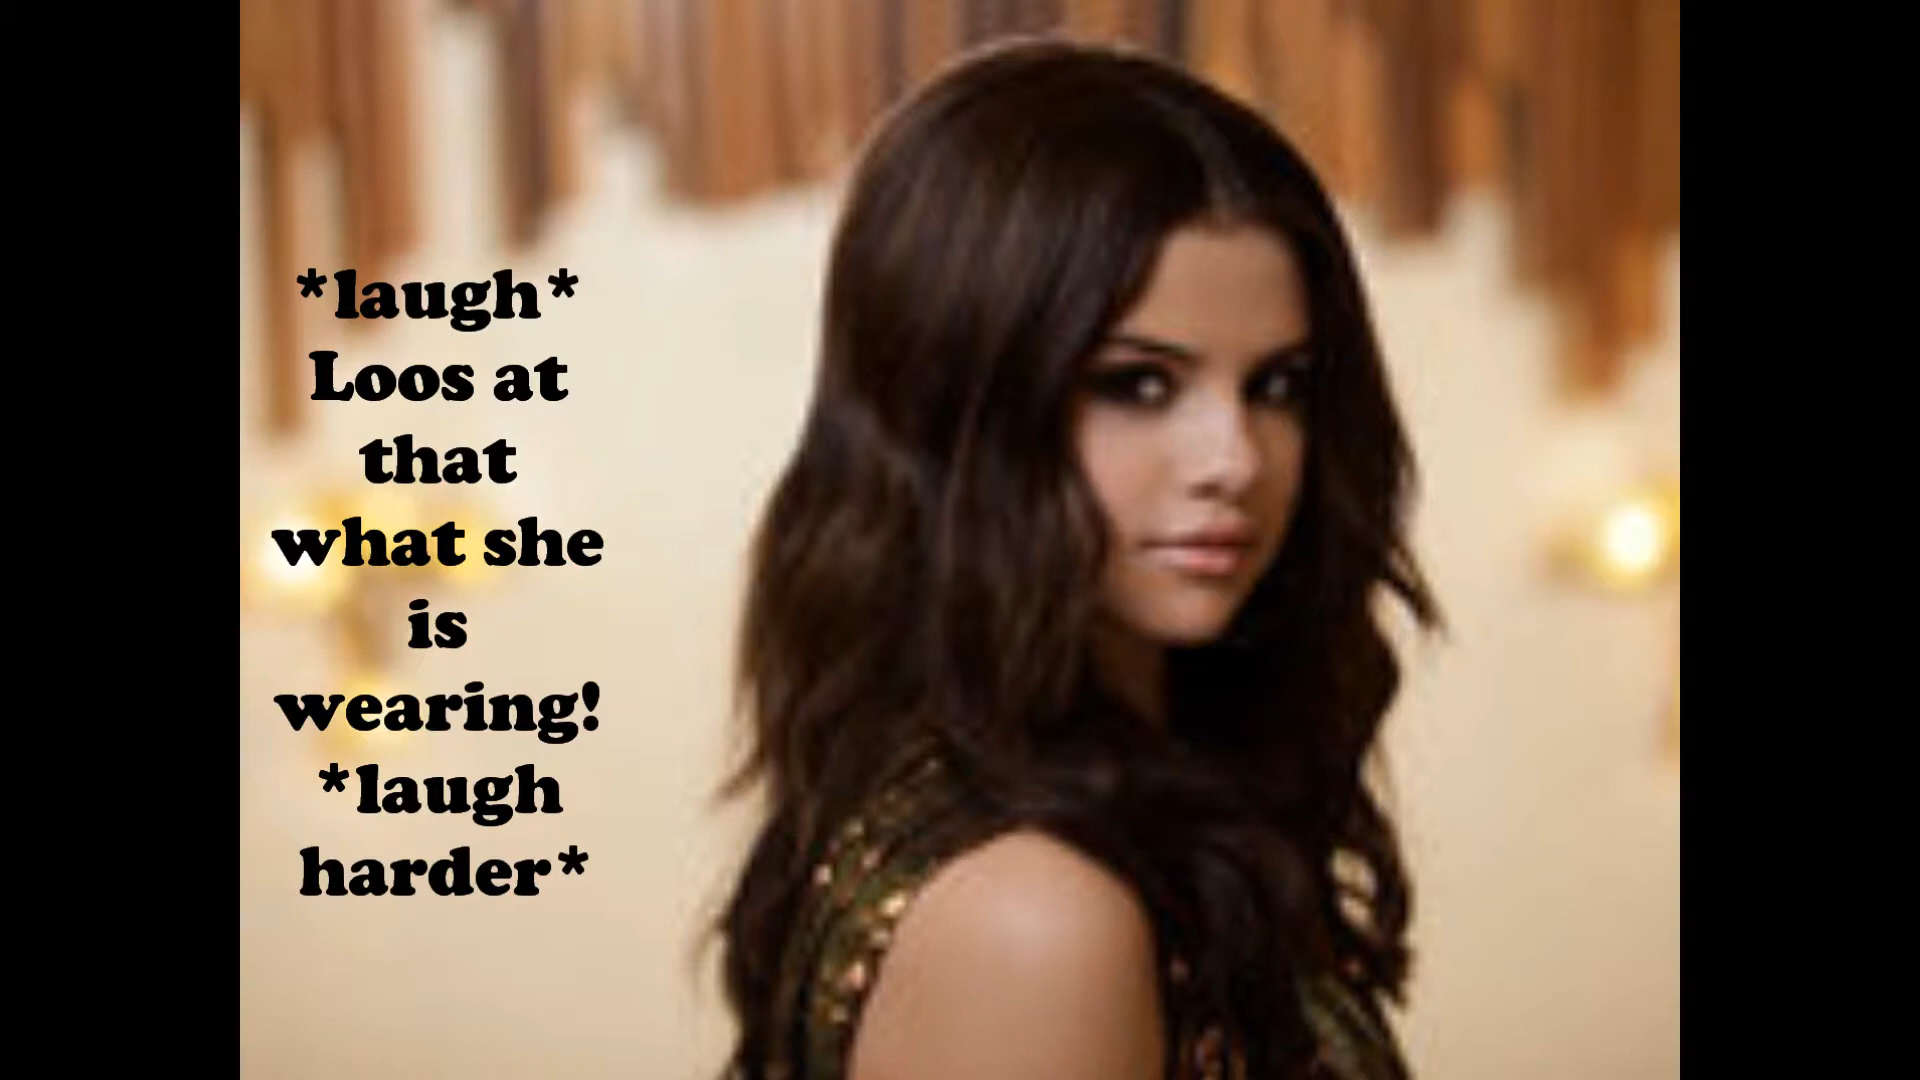 *laugh*
Loos at
that
what she
is
wearing!
*laugh
harder*